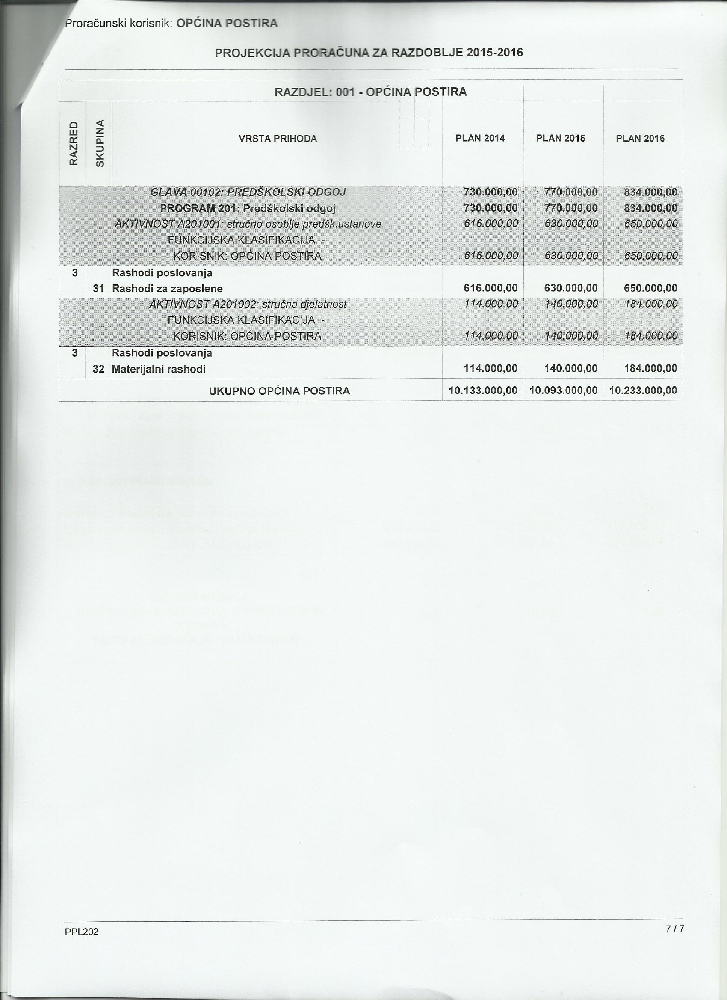 Proračunski korisnik: OPĆINA POSTIRA
PROJEKCIJA PRORAČUNA ZA RAZDOBLJE 2015-2016
RAZDJEL: 001 - OPĆINA POSTIRA
RAZRED SKUPINA VRSTA PRIHODA PLAN 2014 PLAN 2015 PLAN 2016
GLAVA 00102: PREDŠKOLSKI ODGOJ 730.000,00 770.000,00 834.000,00
PROGRAM 201: Predškolski odgoj 730.000,00 770.000,00 834.000,00
AKTIVNOST A201001: stručno osoblje predšk.ustanove 616.000,00 630.000,00 650.000,00
FUNKCIJSKA KLASIFIKACIJA -
KORISNIK: OPĆINA POSTIRA 616.000,00 630.000,00 650.000,00
3 Rashodi poslovanja
31 Rashodi za zaposlene 616.000,00 630.000,00 650.000,00
AKTIVNOST A201002: stručna djelatnost 114.000,00 140.000,00 184.000,00
FUNKCIJSKA KLASIFIKACIJA -
KORISNIK: OPĆINA POSTIRA 114.000,00 140.000,00 184.000,00
3 Rashodi poslovanja
32 Materijalni rashodi 114.000,00 140.000,00 184.000,00
UKUPNO OPĆINA POSTIRA 10.133.000,00 10.093.000,00 10.233.000,00
PPL202 7 / 7